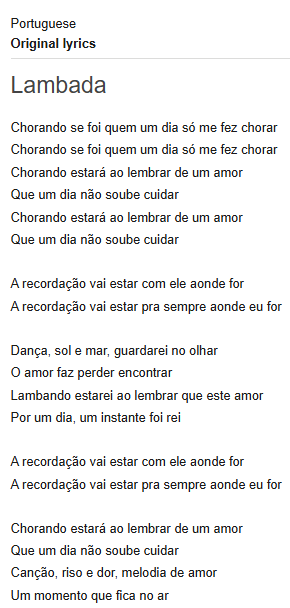 Portuguese
Original lyrics
Lambada
Chorando se foi quem um dia só me fez chorar
Chorando se foi quem um dia só me fez chorar
Chorando estará ao lembrar de um amor
Que um dia não soube cuidar
Chorando estará ao lembrar de um amor
Que um dia não soube cuidar
A recordação vai estar com ele aonde for
A recordação vai estar pra sempre aonde eu for
Dança, sol e mar, guardarei no olhar
O amor faz perder encontrar
Lambando estarei ao lembrar que este amor
Por um dia, um instante foi rei
A recordação vai estar com ele aonde for
A recordação vai estar pra sempre aonde eu for
Chorando estará ao lembrar de um amor
Que um dia não soube cuidar
Canção, riso e dor, melodia de amor
Um momento que fica no ar